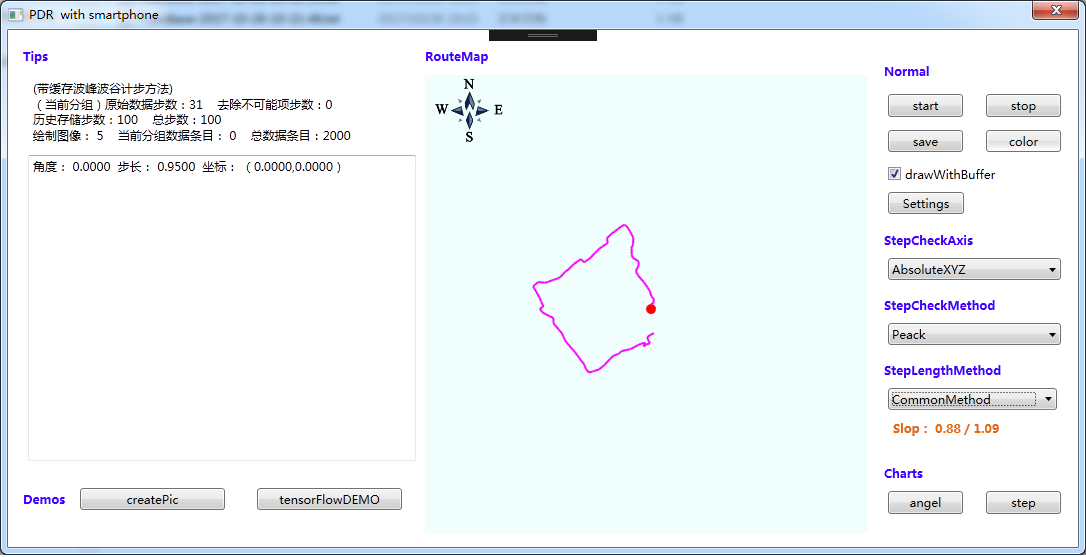 PDR with smartphone
Tips
(带缓存波峰波谷计步方法)
（当前分组）原始数据步数：31 去除不可能项步数：0
历史存储步数：100 总步数：100
绘制图像： 5 当前分组数据条目： 0 总数据条目：2000
角度： 0.0000 步长： 0.9500 坐标：（ 0.0000,0.0000 ）
Demos
createPic
tensorFlowDEMO
RouteMap
N
W
E
S
Normal
start
stop
save
color
drawWithBuffer
Settings
StepCheckAxis
AbsoluteXYZ
StepCheckMethod
Peack
StepLengthMethod
CommonMethod
Slop： 0.88 / 1.09
Charts
angel
step